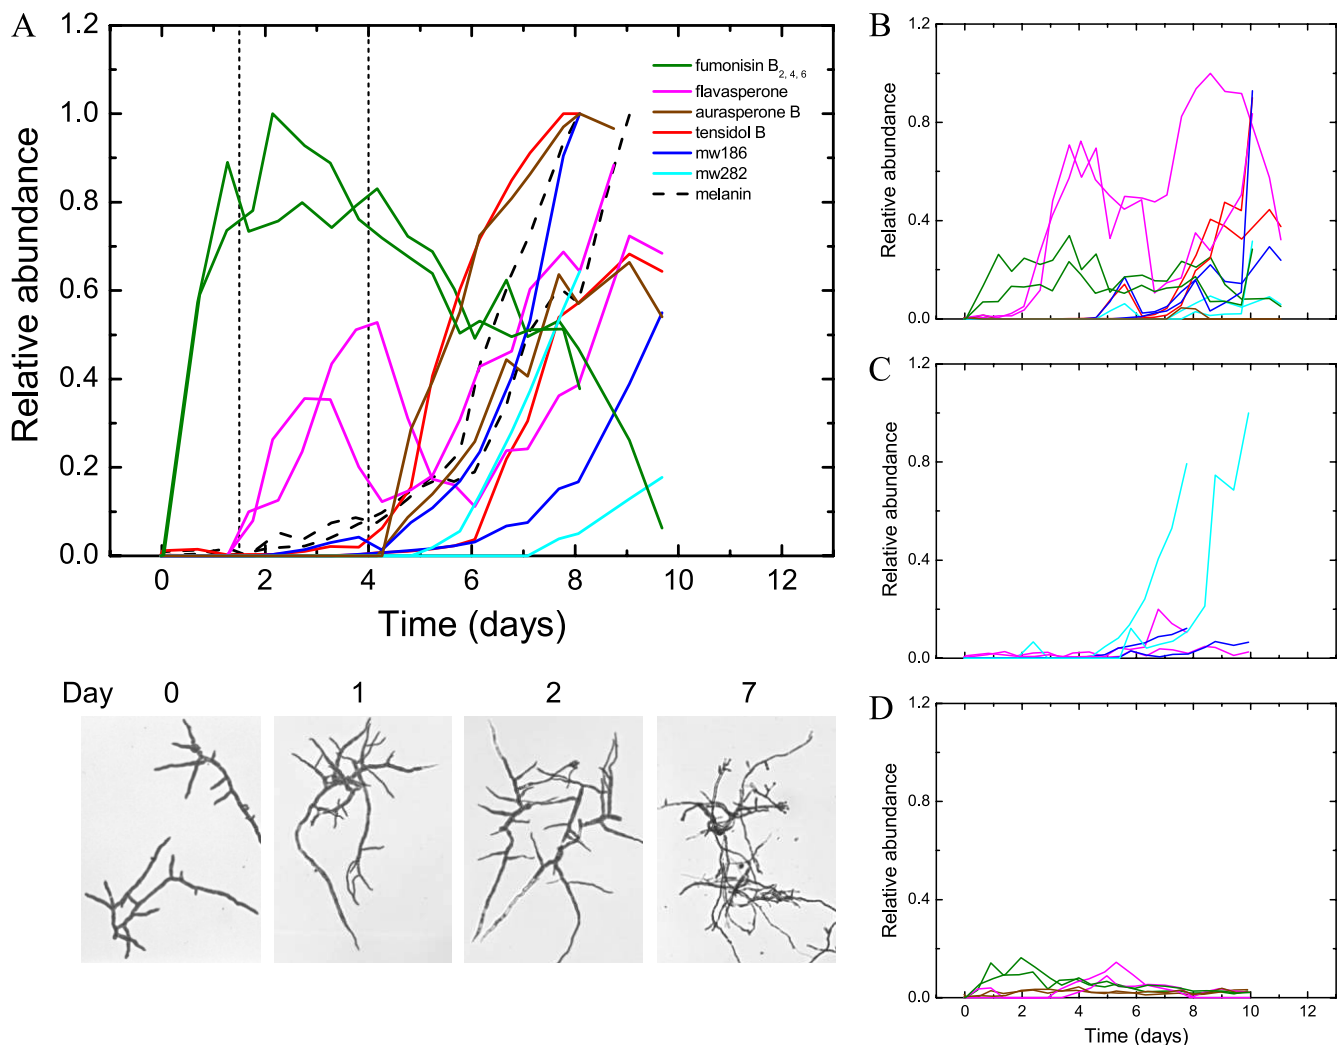 A
1.2
1.0
0.8
0.6
0.4
0.2
0.0
0 2 4 6 8 10 12
Relative abundance
Time (days)
fumonisin B2, 4, 6
flavasperone
aurasperone B
tensidol B
mw186
mw282
melanin
B
1.2
0.8
0.4
0.0
Relative abundance
C
1.2
0.8
0.4
0.0
Relative abundance
D
1.2
0.8
0.4
0.0
Relative abundance
0 2 4 6 8 10 12
Time (days)
Day 0 1 2 7